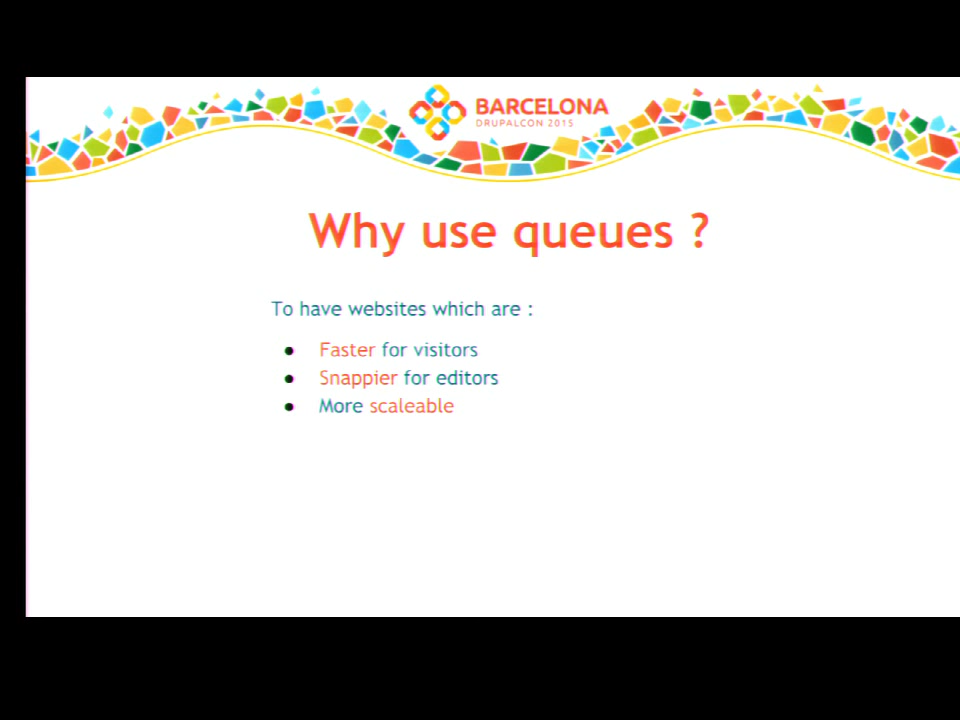 BARCELONA
DRUPALCON 2015
Why use queues ?
To have websites which are :
● Faster for visitors
● Snappier for editors
● More scaleable